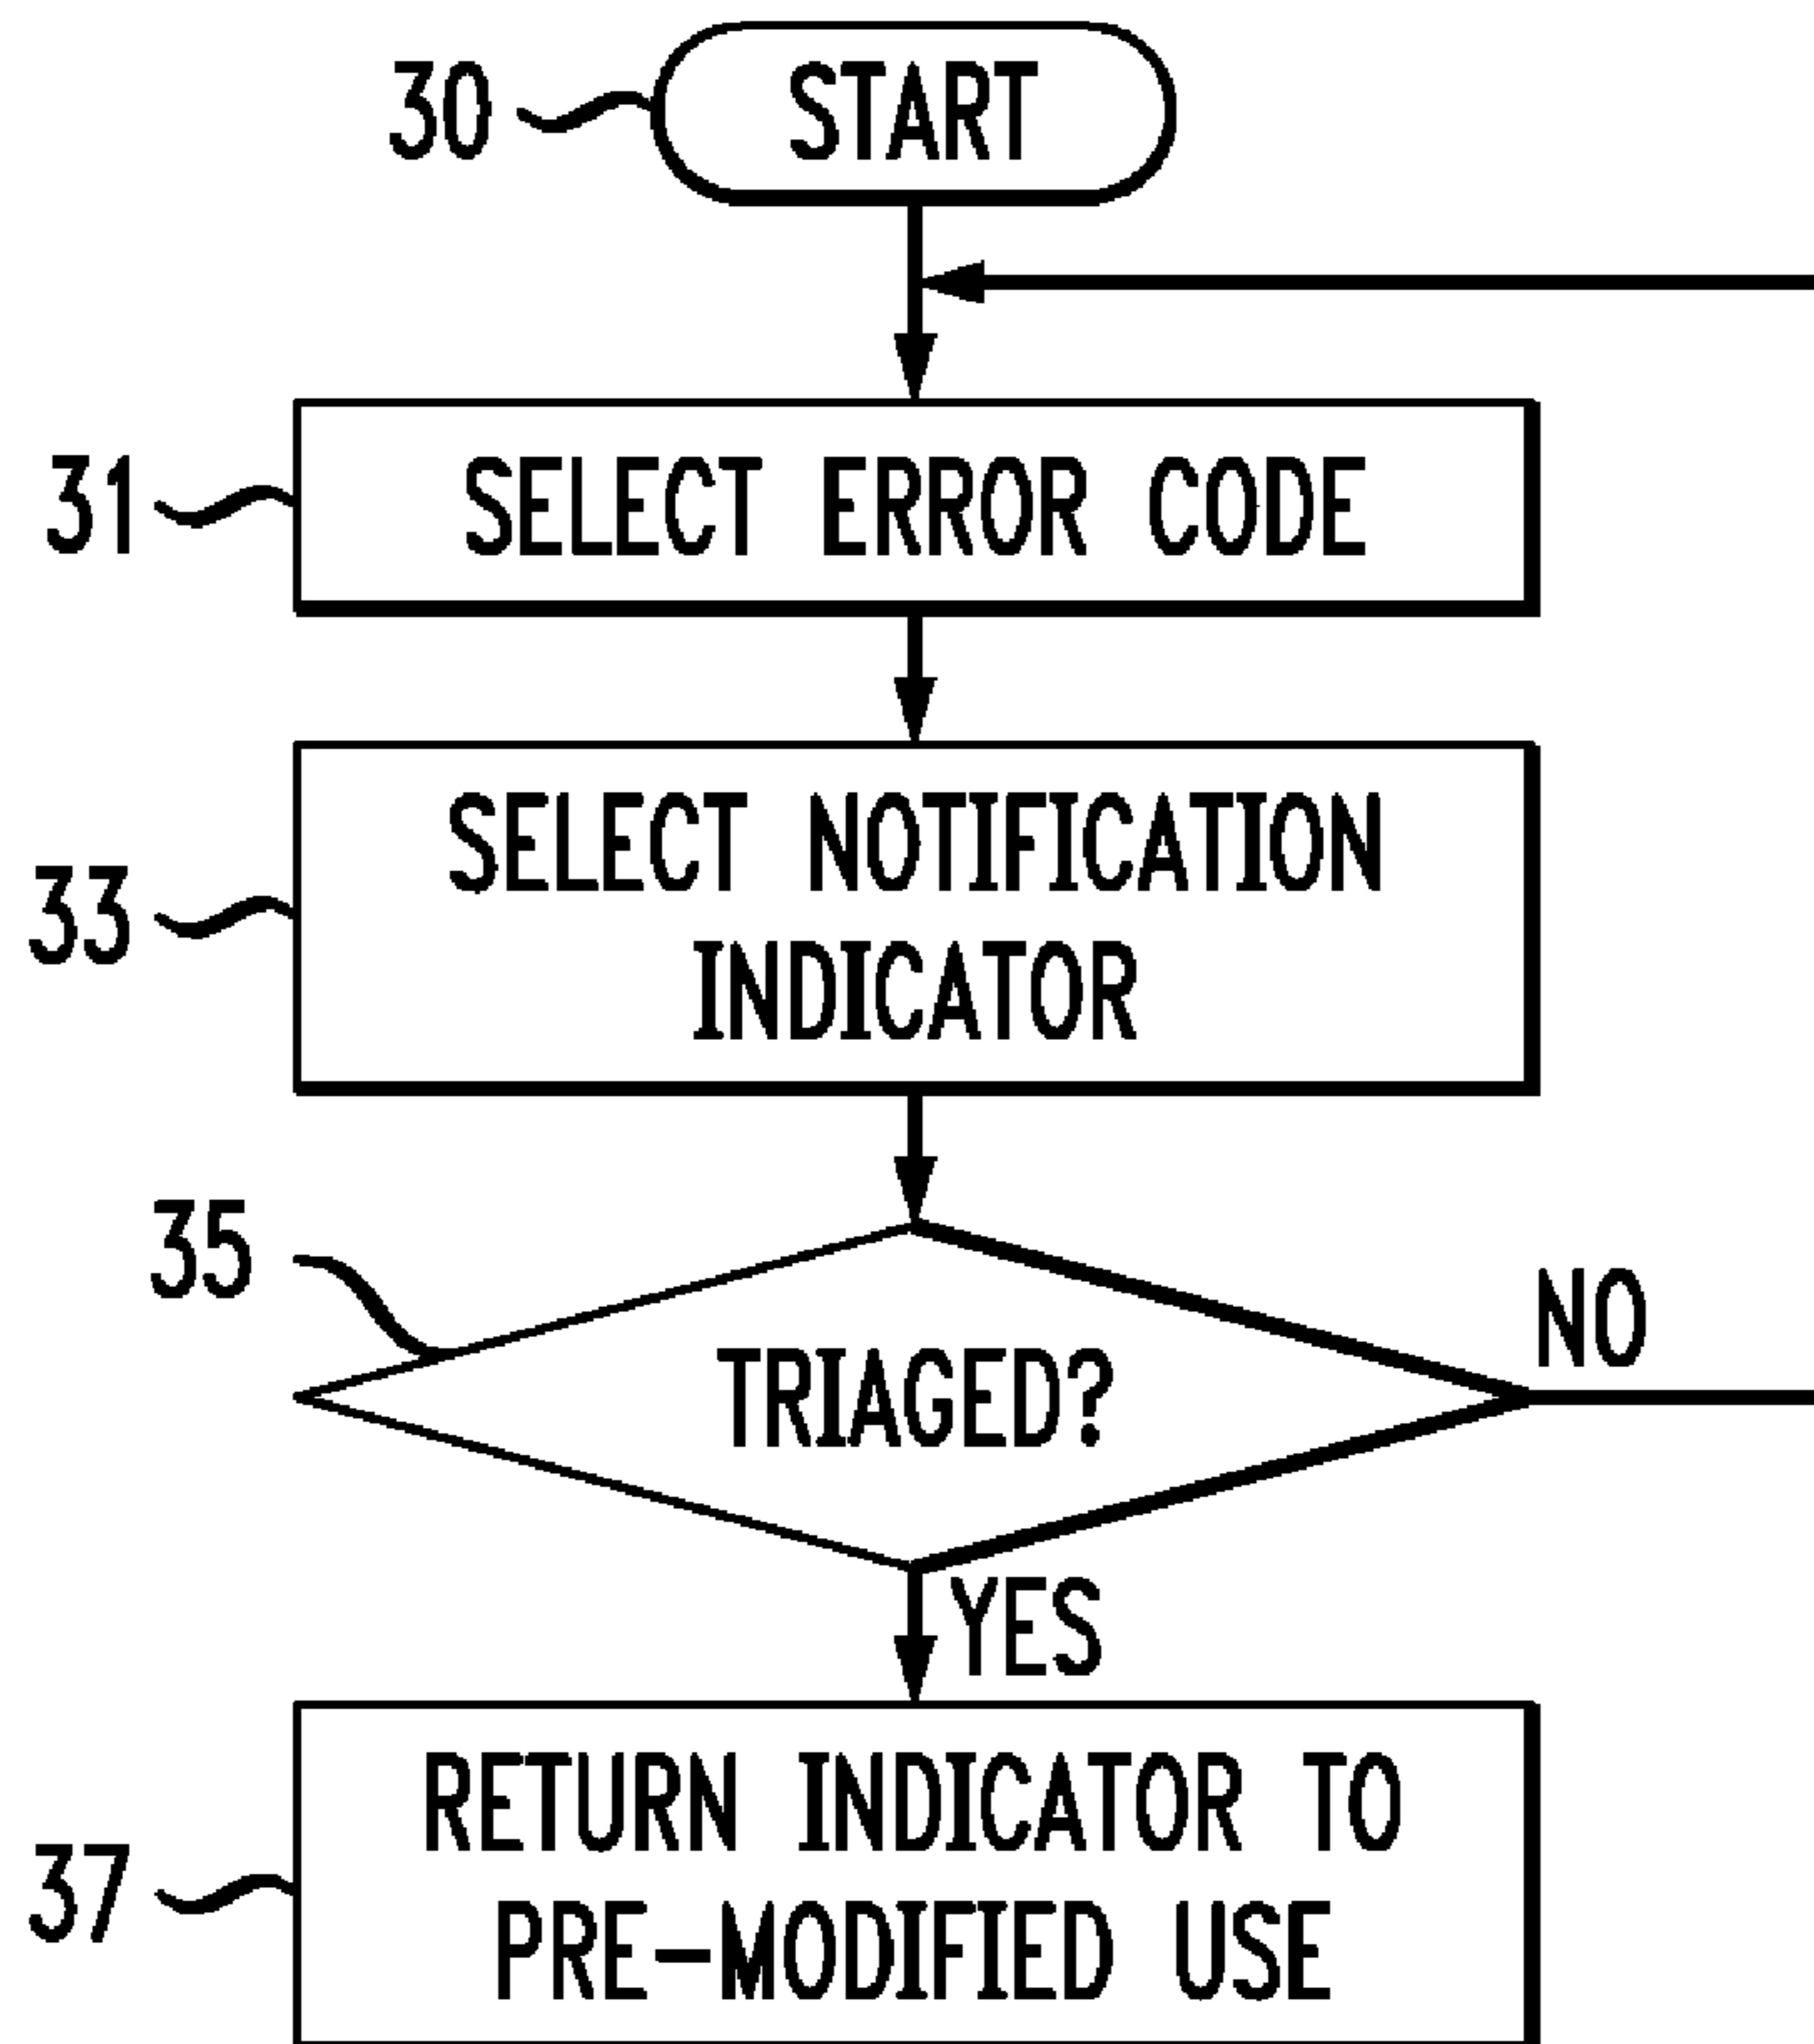 30 START
31 SELECT ERROR CODE
33 SELECT NOTIFICATION
INDICATOR
35
TRIAGED?
NO
YES
37 RETURN INDICATOR TO
PRE-MODIFIED USE